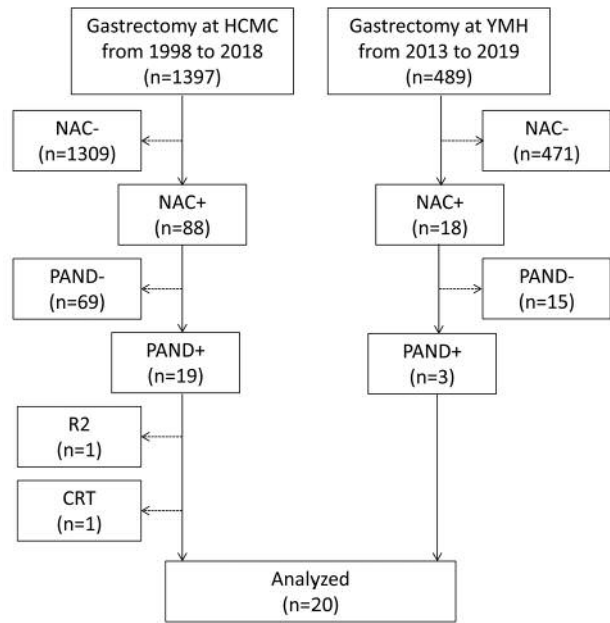 Gastrectomy at HCMC
from 1998 to 2018
(n=1397)
Gastrectomy at YMH
from 2013 to 2019
(n=489)
NAC-
(n=1309)
NAC-
(n=471)
NAC+
(n=88)
NAC+
(n=18)
PAND-
(n=69)
PAND-
(n=15)
PAND+
(n=19)
PAND+
(n=3)
R2
(n=1)
CRT
(n=1)
Analyzed
(n=20)